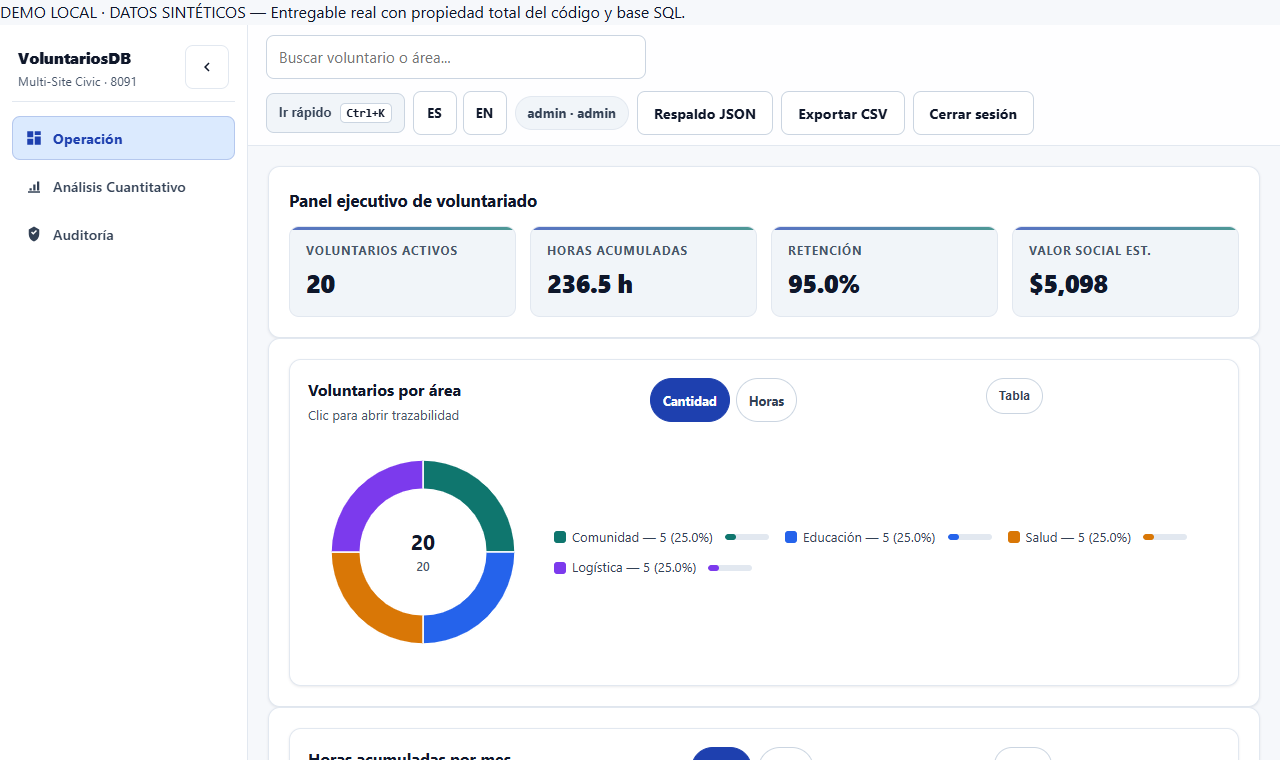 DEMO LOCAL · DATOS SINTÉTICOS — Entregable real con propiedad total del código y base SQL.
VoluntariosDB
Multi-Site Civic · 8091
Operación
Análisis Cuantitativo
Auditoría
Buscar voluntario o área...
Ir rápido Ctrl+K ES EN admin · admin Respaldo JSON Exportar CSV Cerrar sesión
Panel ejecutivo de voluntariado
VOLUNTARIOS ACTIVOS
20
HORAS ACUMULADAS
236.5 h
RETENCIÓN
95.0%
VALOR SOCIAL EST.
$5,098
Voluntarios por área
Clic para abrir trazabilidad
Cantidad Horas Tabla
20
20
Comunidad — 5 (25.0%) Educación — 5 (25.0%) Salud — 5 (25.0%)
Logística — 5 (25.0%)
Horas acumuladas por mes